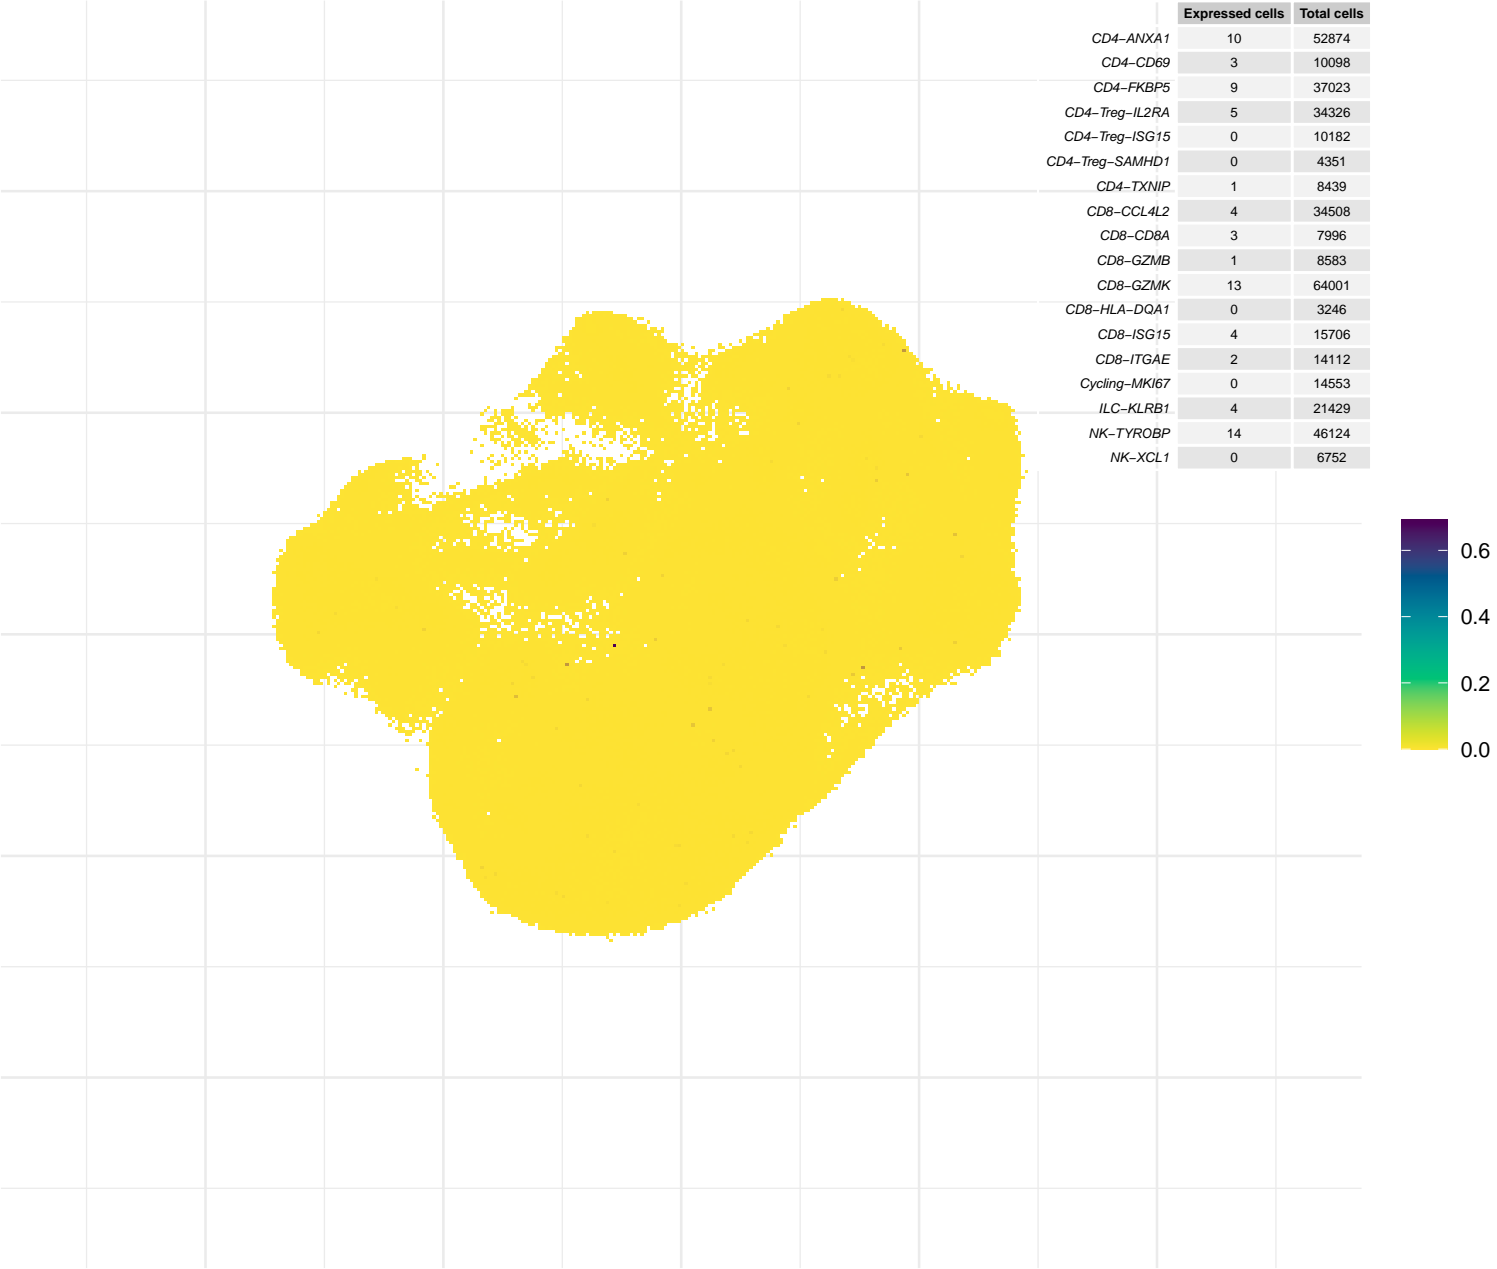 Expressed cells Total cells
CD4−ANXA1 10 52874
CD4−CD69 3 10098
CD4−FKBP5 9 37023
CD4−Treg−IL2RA 5 34326
CD4−Treg−ISG15 0 10182
CD4−Treg−SAMHD1 0 4351
CD4−TXNIP 1 8439
CD8−CCL4L2 4 34508
CD8−CD8A 3 7996
CD8−GZMB 1 8583
CD8−GZMK 13 64001
CD8−HLA−DQA1 0 3246
CD8−ISG15 4 15706
CD8−ITGAE 2 14112
Cycling−MKI67 0 14553
ILC−KLRB1 4 21429
NK−TYROBP 14 46124
NK−XCL1 0 6752
0.6
0.4
0.2
0.0